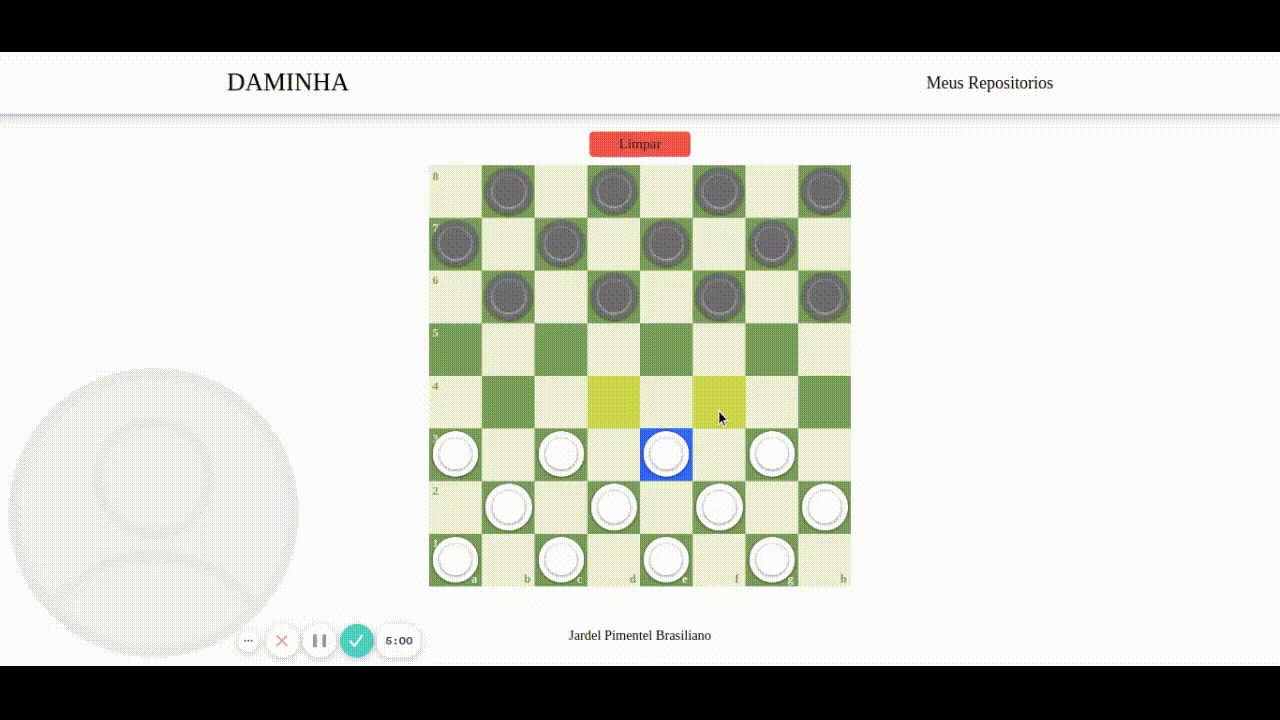 DAMINHA
Meus Repositorios
Limpar
8
7
6
5
4
3
2
1
a b c d e f g h
Jardel Pimentel Brasiliano
5:00